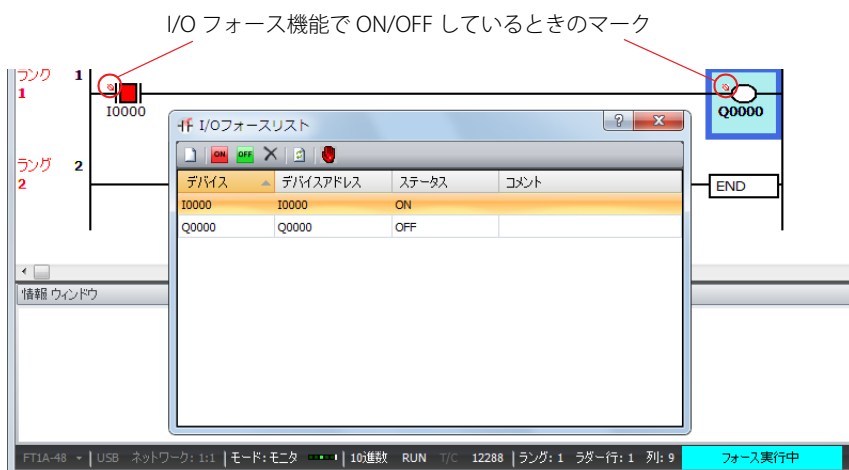 I/O フォース機能で ON/OFF しているときのマーク
ラング 1
1
I0000
Q0000
I/Oフォースリスト
ON OFF
デバイス デバイスアドレス ステータス コメント
I0000 I0000 ON
Q0000 Q0000 OFF
ラング 2
2
END
情報 ウィンドウ
FT1A-48 USB ネットワーク: 1:1 モード: モニタ 10進数 RUN T/C 12288 ラング: 1 ラダー行: 1 列: 9 フォース実行中